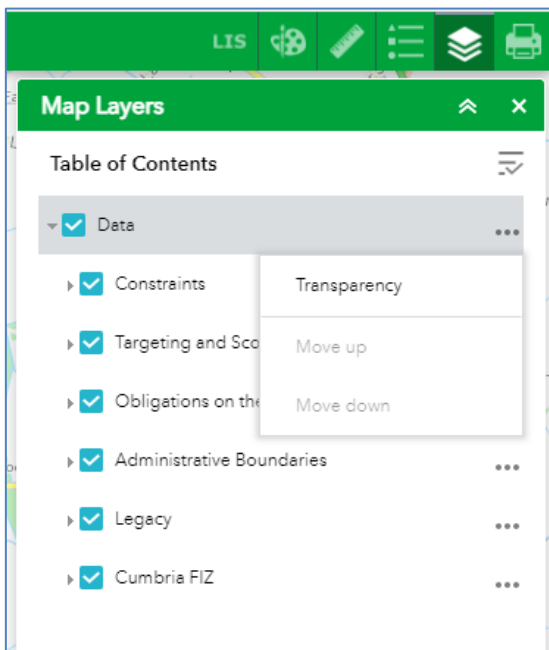 LIS
Map Layers
Table of Contents
Data
Constraints
Transparency
Targeting and Sco
Move up
Obligations on the
Move down
Administrative Boundaries
Legacy
Cumbria FIZ